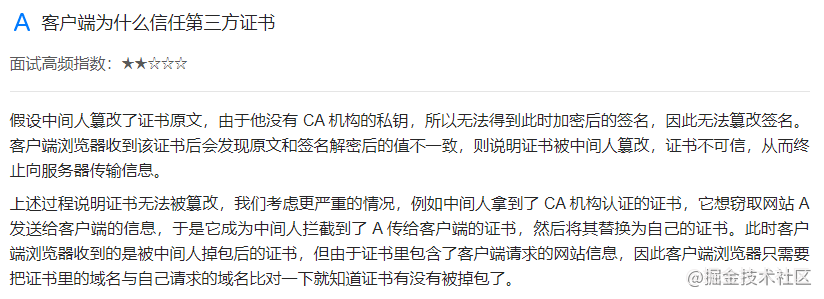 A 客户端为什么信任第三方证书
面试高频指数：★★☆☆☆
假设中间人篡改了证书原文，由于他没有 CA 机构的私钥，所以无法得到此时加密后的签名，因此无法篡改签名。
客户端浏览器收到该证书后会发现原文和签名解密后的值不一致，则说明证书被中间人篡改，证书不可信，从而终
止向服务器传输信息。
上述过程说明证书无法被篡改，我们考虑更严重的情况，例如中间人拿到了 CA 机构认证的证书，它想窃取网站 A
发送给客户端的信息，于是它成为中间人拦截到了 A 传给客户端的证书，然后将其替换为自己的证书。此时客户
端浏览器收到的是被中间人掉包后的证书，但由于证书里包含了客户端请求的网站信息，因此客户端浏览器只需要
把证书里的域名与自己请求的域名比对一下就知道证书有没有被掉包了。
@掘金技术社区